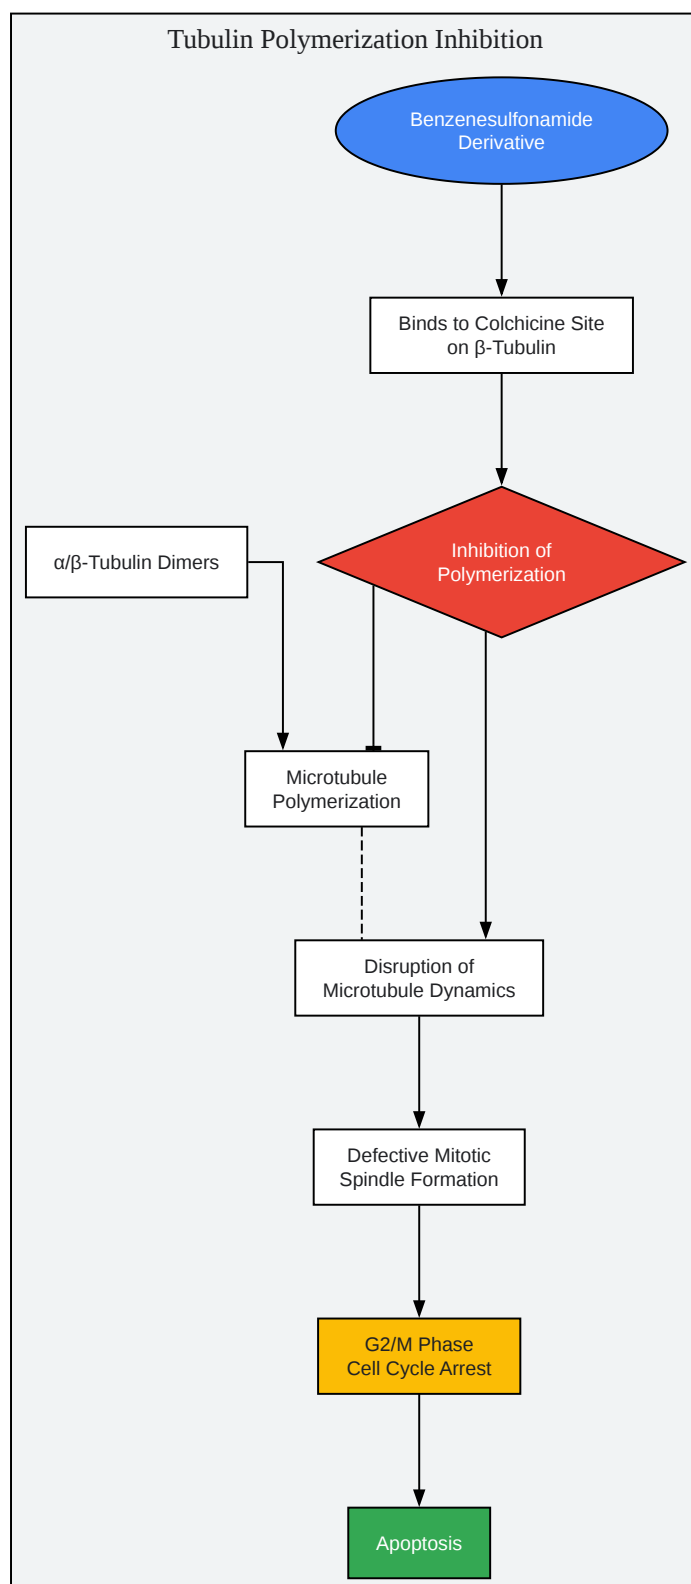 Tubulin Polymerization Inhibition
Benzenesulfonamide
Derivative
Binds to Colchicine Site
on β-Tubulin
α/β-Tubulin Dimers
Inhibition of
Polymerization
Microtubule
Polymerization
Disruption of
Microtubule Dynamics
Defective Mitotic
Spindle Formation
G2/M Phase
Cell Cycle Arrest
Apoptosis